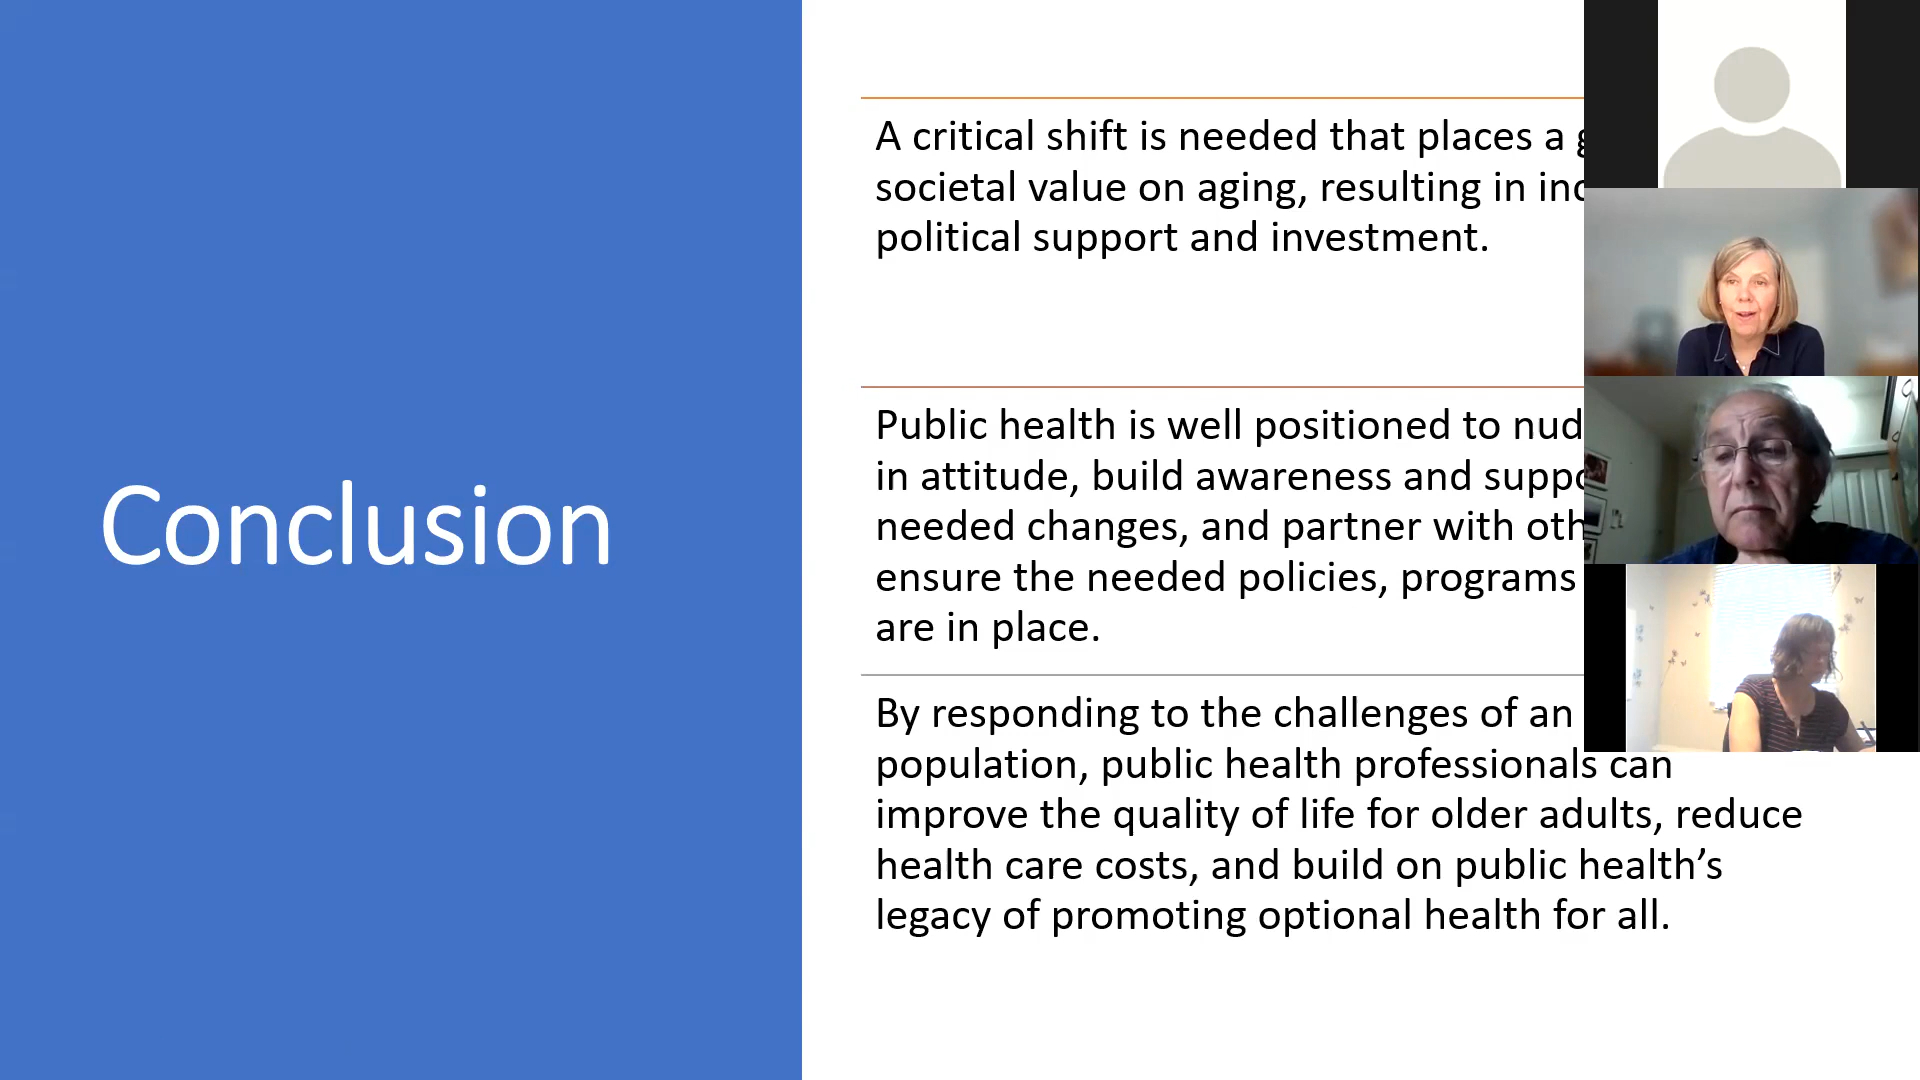 Conclusion
A critical shift is needed that places a
societal value on aging, resulting in
political support and investment.
Public health is well positioned to
in attitude, build awareness and
needed changes, and partner with
ensure the needed policies, programs
are in place.
By responding to the challenges of an
population, public health professionals can
improve the quality of life for older adults, reduce
health care costs, and build on public health’s
legacy of promoting optional health for all.